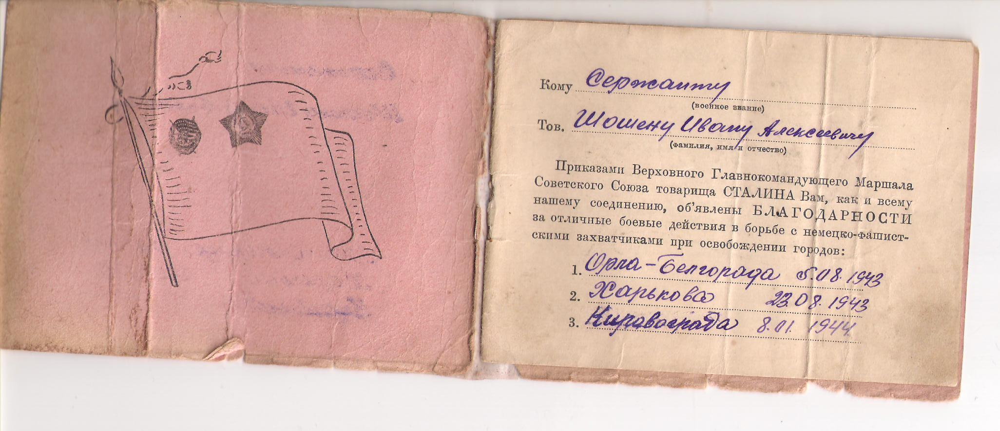 Кому Сержанту
(военное звание)
Тов. Шошену Ивану Алексеевичу
(фамилия, имя и отчество)
Приказами Верховного Главнокомандующего Маршала
Советского Союза товарища СТАЛИНА Вам, как и всему
нашему соединению, об'явлены БЛАГОДАРНОСТИ
за отличные боевые действия в борьбе с немецко-фашист-
скими захватчиками при освобождении городов:
1. Орла-Белгорода 5.08.1943
2. Харькова 23.08.1943
3. Кировограда 8.01.1944